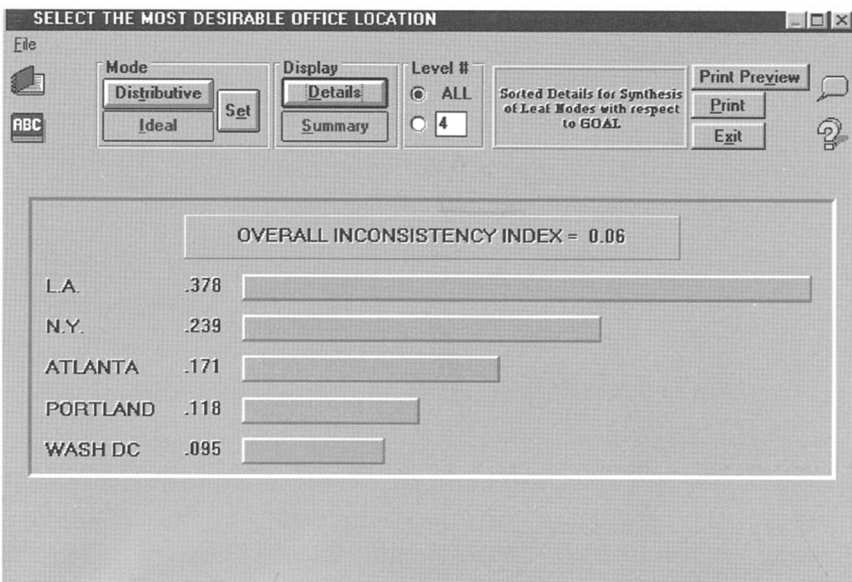 SELECT THE MOST DESIRABLE OFFICE LOCATION
File
Mode
Distributive
Ideal
Set
Display
Details
Summary
Level #
ALL
4
Sorted Details for Synthesis
of Leaf Nodes with respect
to GOAL
Print Preview
Print
Exit
ABC
OVERALL INCONSISTENCY INDEX = 0.06
L.A. .378
N.Y. .239
ATLANTA .171
PORTLAND .118
WASH DC .095